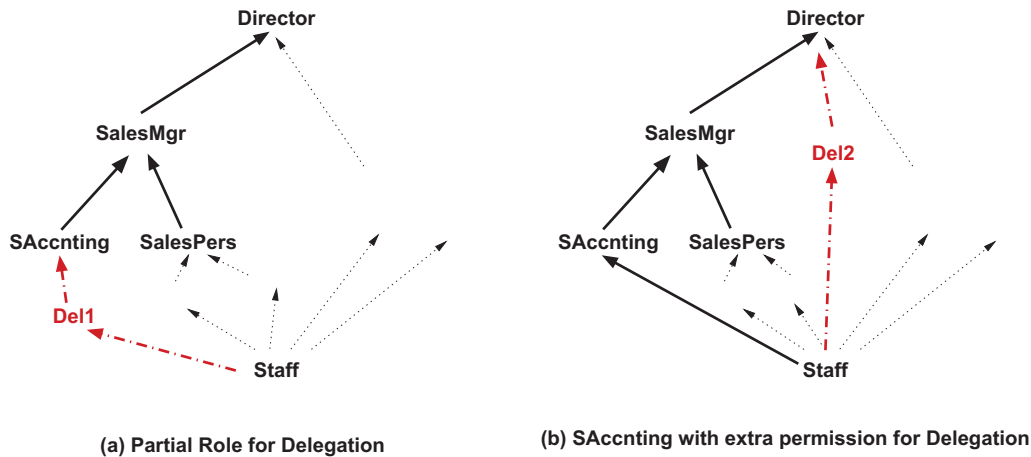 Director
SalesMgr
SAccnting
SalesPers
Del1
Staff
(a) Partial Role for Delegation
Director
SalesMgr
Del2
SAccnting
SalesPers
Staff
(b) SAccnting with extra permission for Delegation